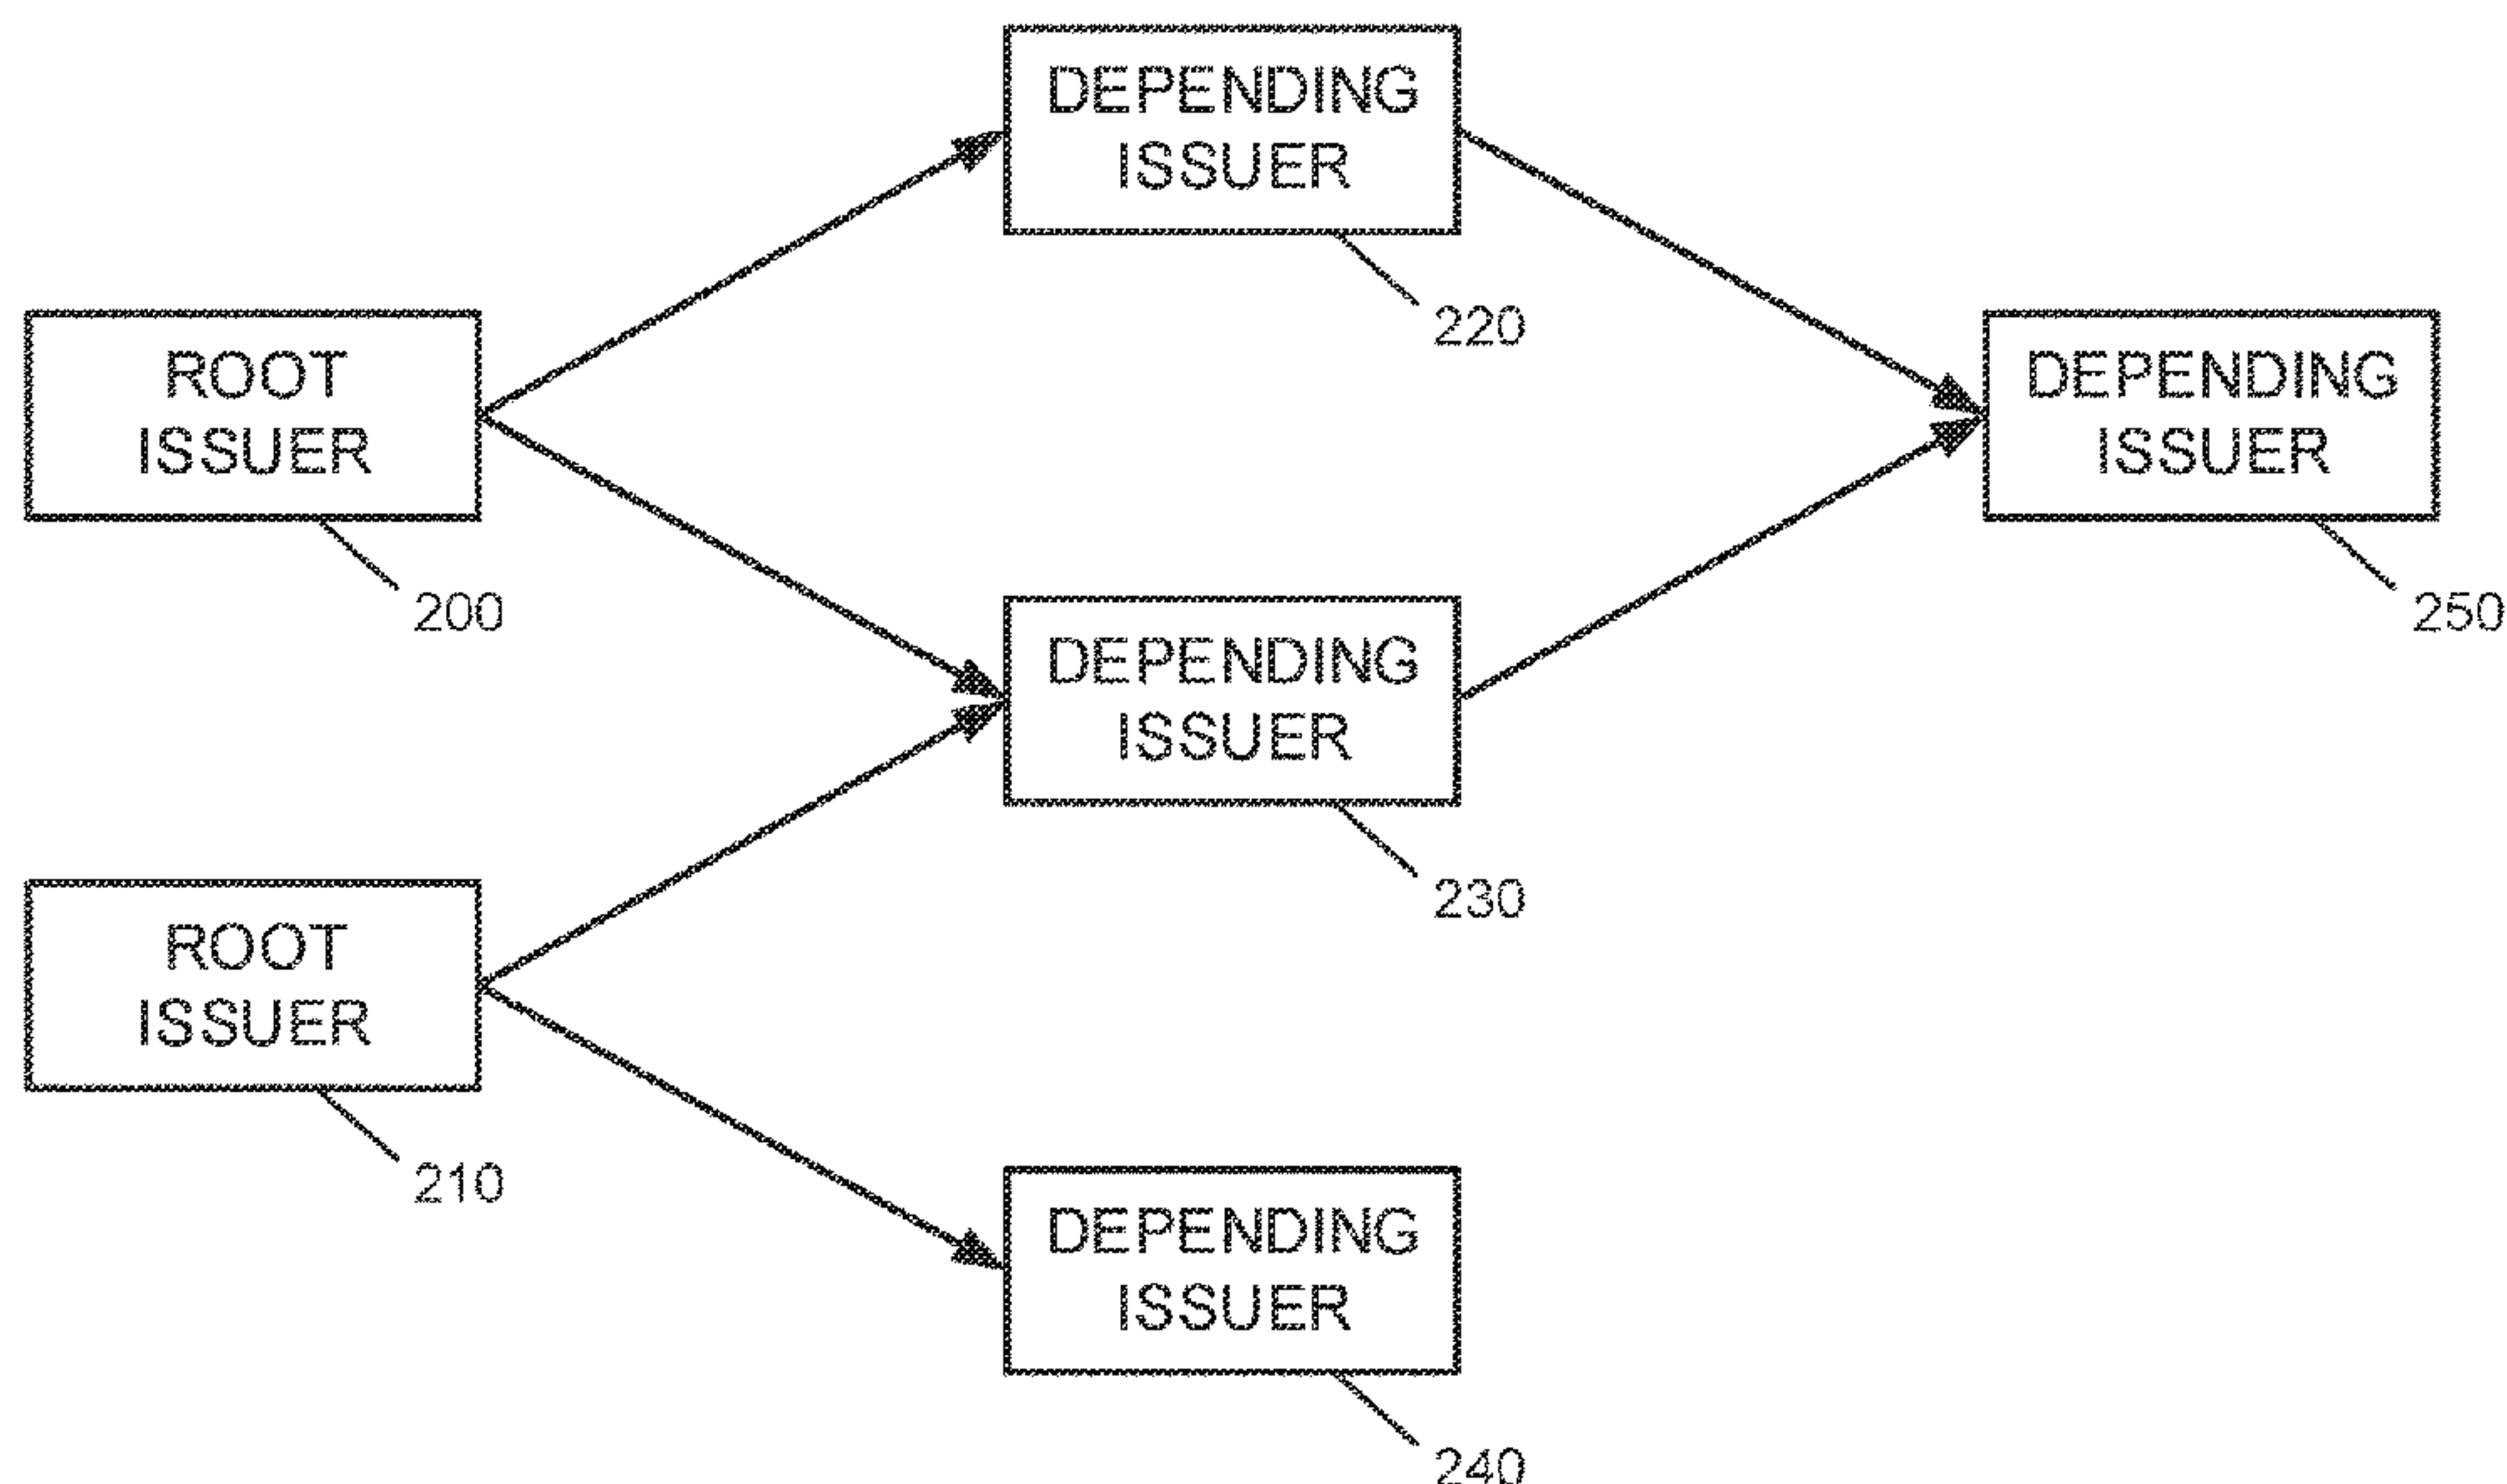 DEPENDING
ISSUER
220
ROOT
ISSUER
200
DEPENDING
ISSUER
250
DEPENDING
ISSUER
230
ROOT
ISSUER
210
DEPENDING
ISSUER
240